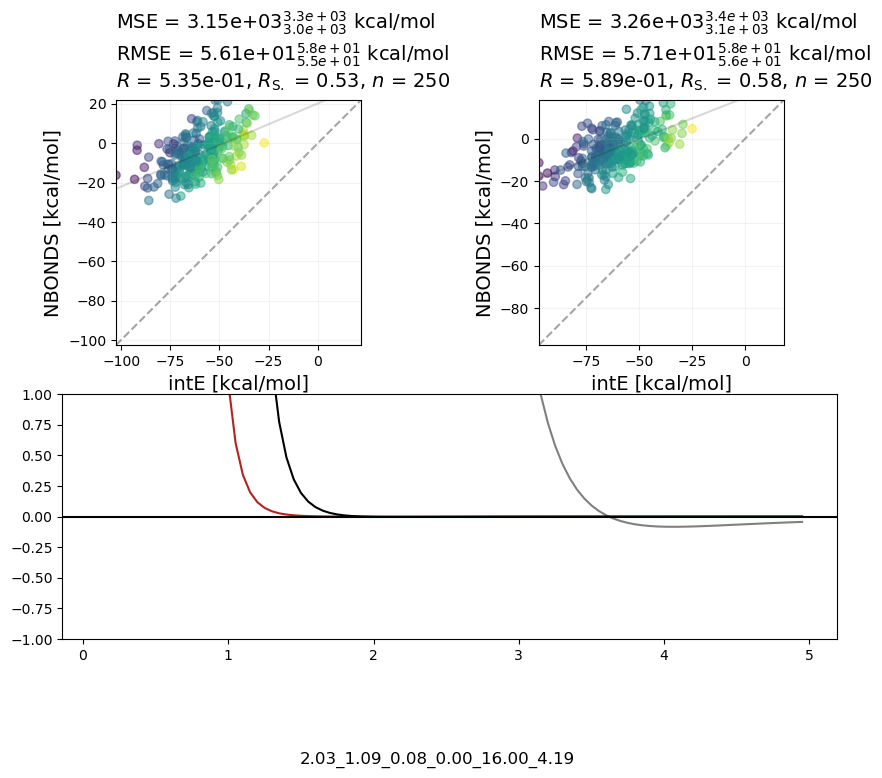 MSE = 3.15e+03 3.3e+03 3.0e+03 kcal/mol
RMSE = 5.61e+01 5.8e+01 5.5e+01 kcal/mol
R = 5.35e-01, R_S. = 0.53, n = 250
20
0
−20
−40
−60
−80
−100
NBONDS [kcal/mol]
−100 −75 −50 −25 0
intE [kcal/mol]
MSE = 3.26e+03 3.4e+03 3.1e+03 kcal/mol
RMSE = 5.71e+01 5.8e+01 5.6e+01 kcal/mol
R = 5.89e-01, R_S. = 0.58, n = 250
0
−20
−40
−60
−80
NBONDS [kcal/mol]
−75 −50 −25 0
intE [kcal/mol]
1.00
0.75
0.50
0.25
0.00
−0.25
−0.50
−0.75
−1.00
0 1 2 3 4 5
2.03_1.09_0.08_0.00_16.00_4.19